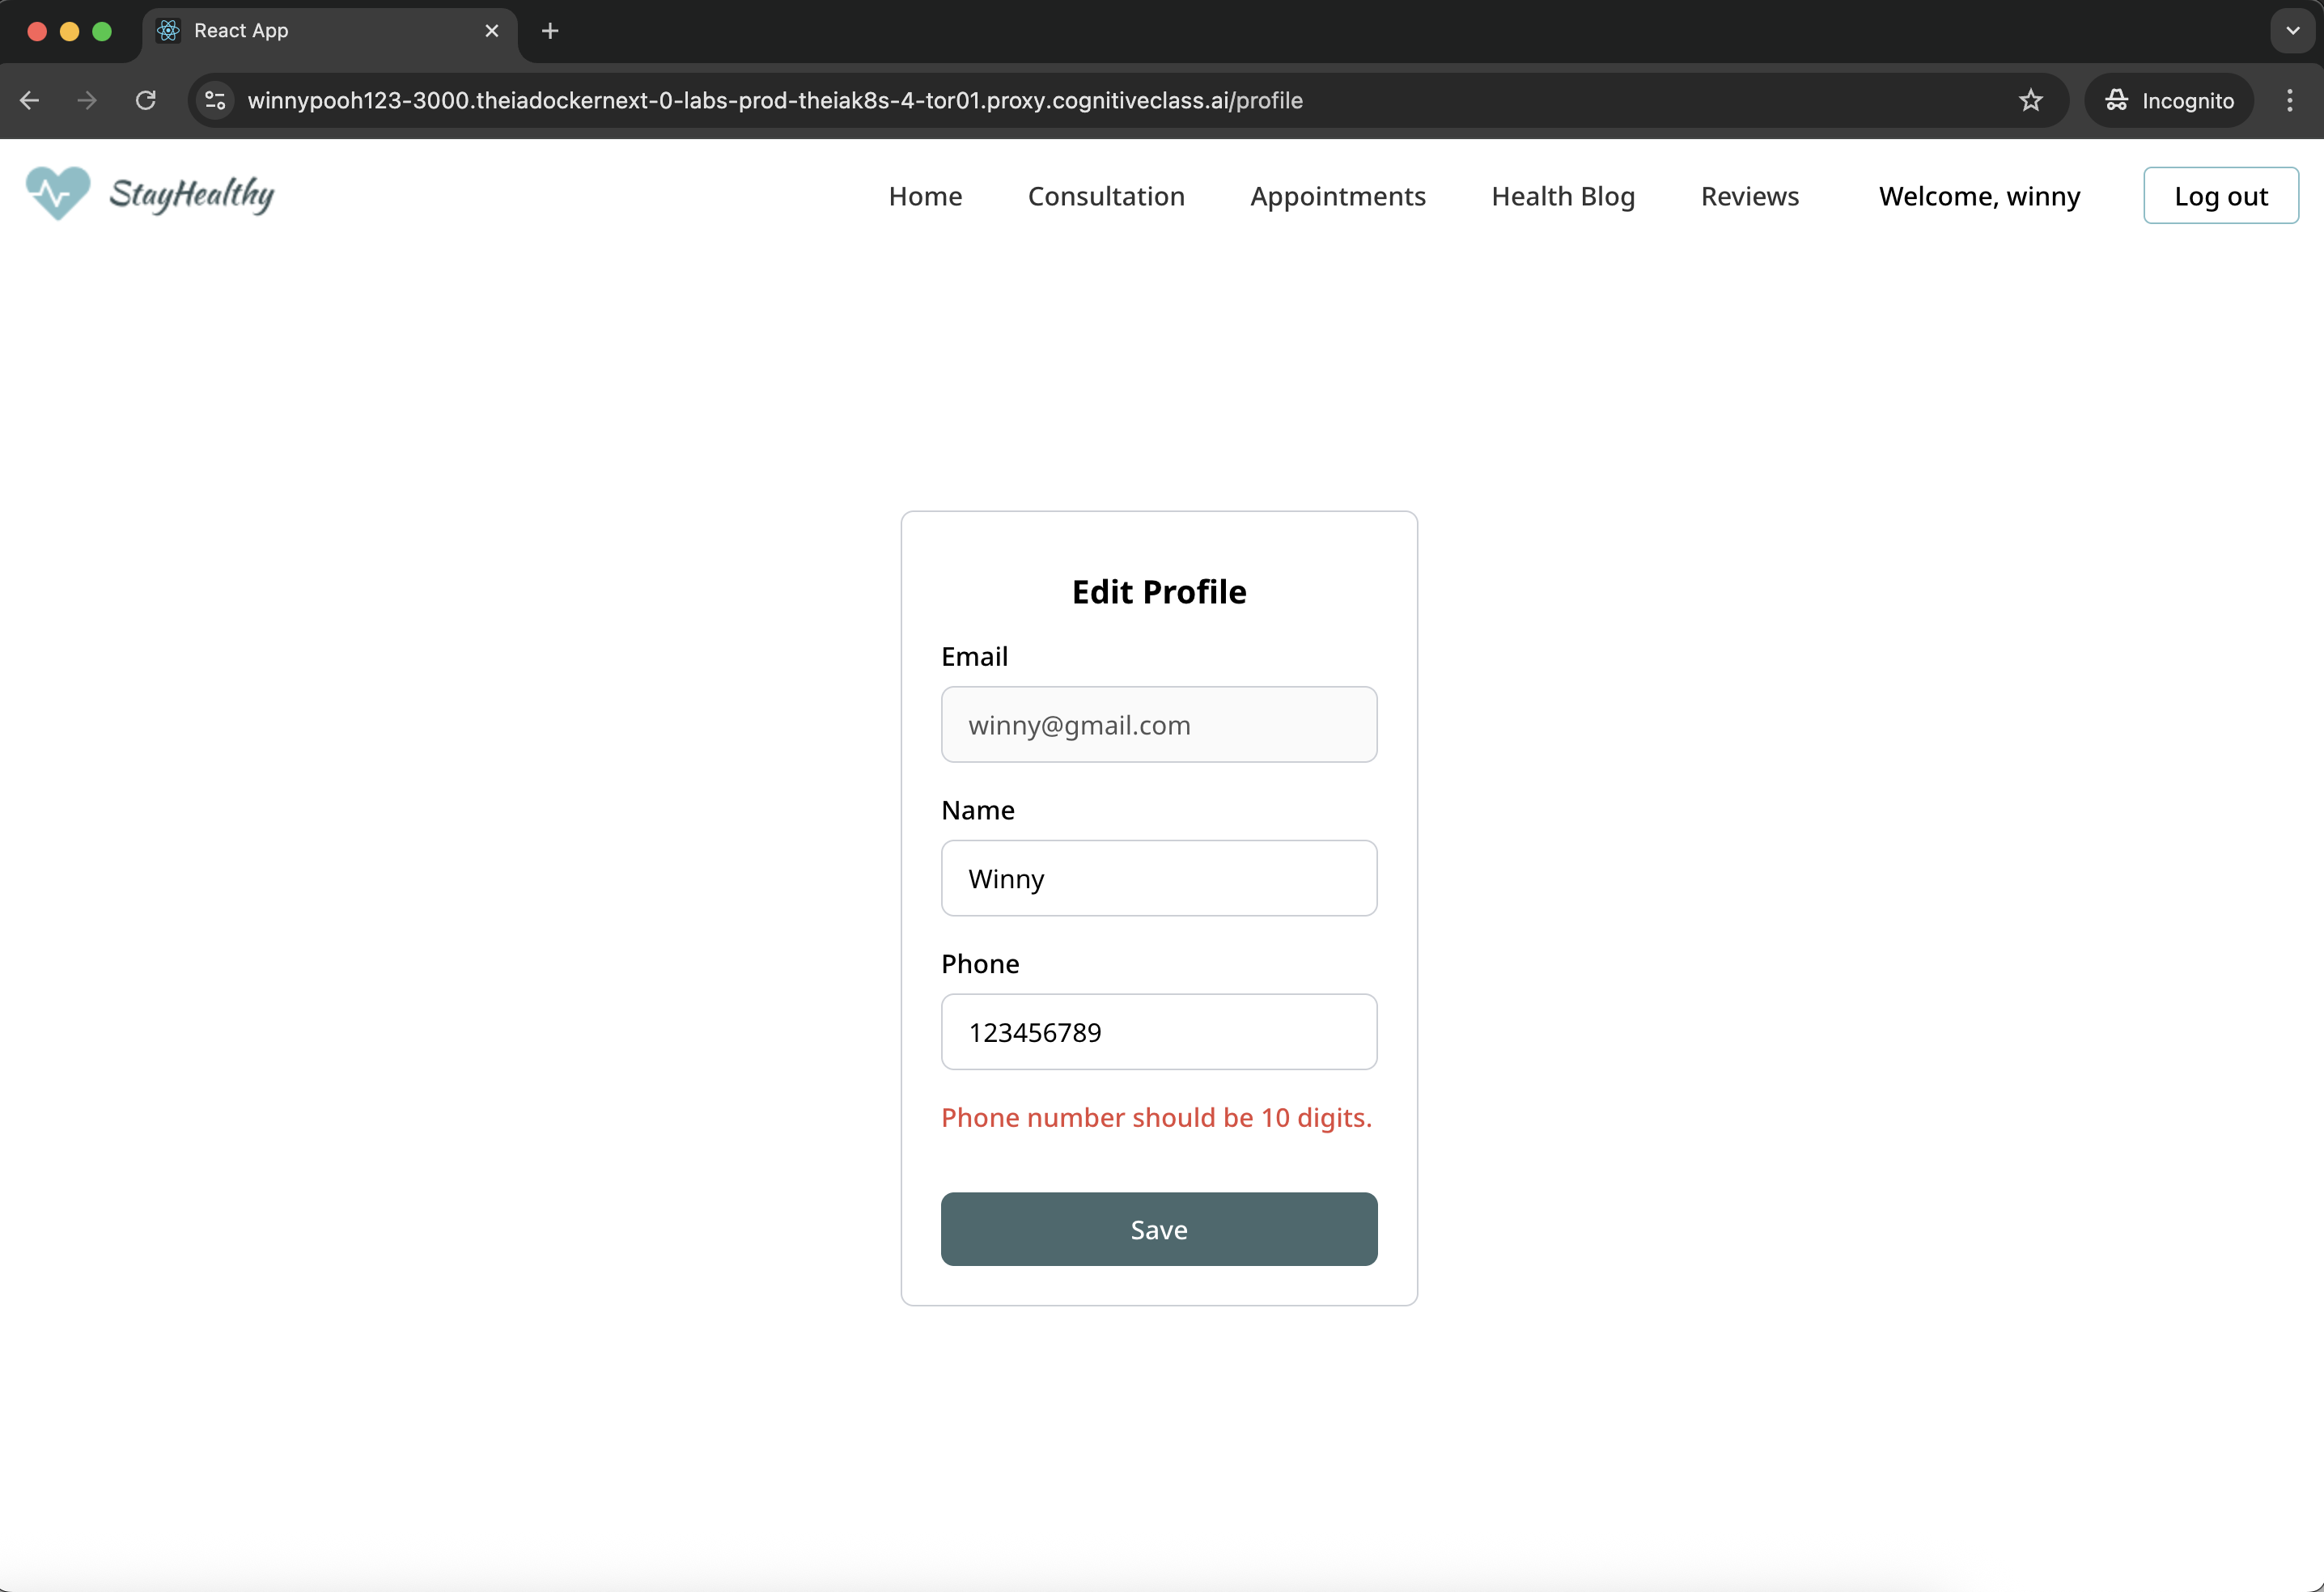 React App
winnypooh123-3000.theiadockernext-0-labs-prod-theiak8s-4-tor01.proxy.cognitiveclass.ai/profile
Incognito
StayHealthy
Home
Consultation
Appointments
Health Blog
Reviews
Welcome, winny
Log out
Edit Profile
Email
winny@gmail.com
Name
Winny
Phone
123456789
Phone number should be 10 digits.
Save